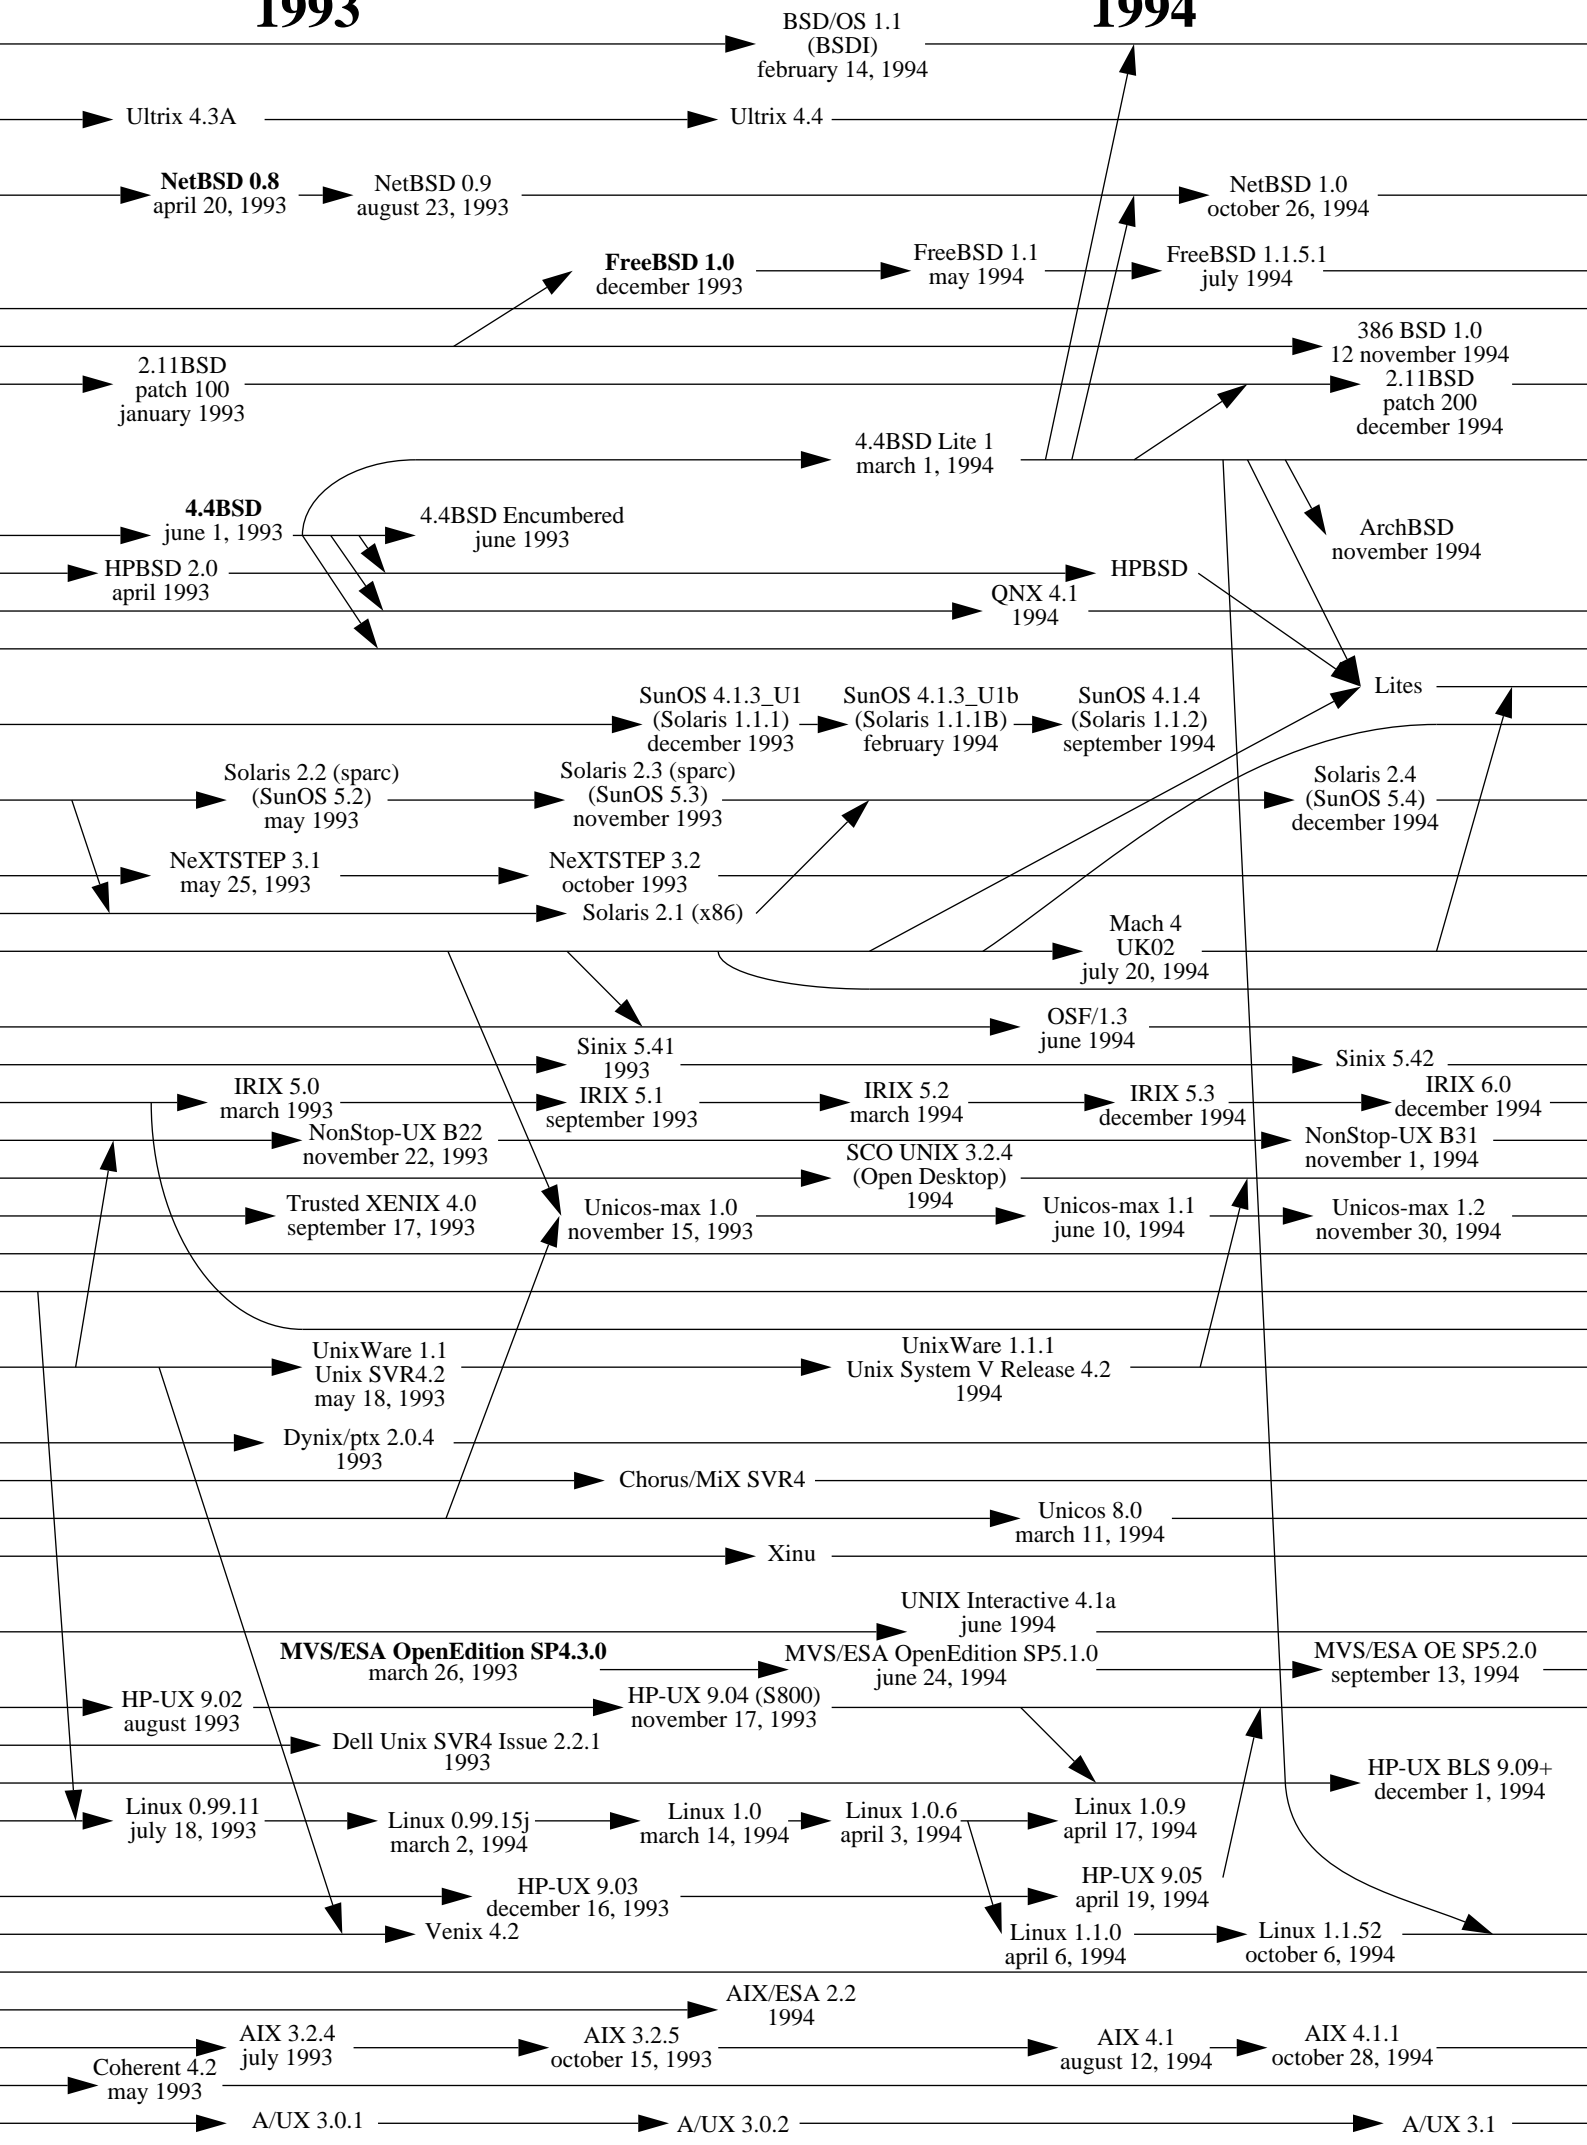 1993
1994
BSD/OS 1.1
(BSDI)
february 14, 1994
Ultrix 4.3A
Ultrix 4.4
NetBSD 0.8
april 20, 1993
NetBSD 0.9
august 23, 1993
NetBSD 1.0
october 26, 1994
FreeBSD 1.0
december 1993
FreeBSD 1.1
may 1994
FreeBSD 1.1.5.1
july 1994
386 BSD 1.0
12 november 1994
2.11BSD
patch 100
january 1993
2.11BSD
patch 200
december 1994
4.4BSD Lite 1
march 1, 1994
4.4BSD
june 1, 1993
4.4BSD Encumbered
june 1993
ArchBSD
november 1994
HPBSD 2.0
april 1993
HPBSD
QNX 4.1
1994
Lites
SunOS 4.1.3_U1
(Solaris 1.1.1)
december 1993
SunOS 4.1.3_U1b
(Solaris 1.1.1B)
february 1994
SunOS 4.1.4
(Solaris 1.1.2)
september 1994
Solaris 2.2 (sparc)
(SunOS 5.2)
may 1993
Solaris 2.3 (sparc)
(SunOS 5.3)
november 1993
Solaris 2.4
(SunOS 5.4)
december 1994
NeXTSTEP 3.1
may 25, 1993
NeXTSTEP 3.2
october 1993
Solaris 2.1 (x86)
Mach 4
UK02
july 20, 1994
OSF/1.3
june 1994
Sinix 5.41
1993
Sinix 5.42
IRIX 5.0
march 1993
IRIX 5.1
september 1993
IRIX 5.2
march 1994
IRIX 5.3
december 1994
IRIX 6.0
december 1994
NonStop-UX B22
november 22, 1993
NonStop-UX B31
november 1, 1994
SCO UNIX 3.2.4
(Open Desktop)
1994
Trusted XENIX 4.0
september 17, 1993
Unicos-max 1.0
november 15, 1993
Unicos-max 1.1
june 10, 1994
Unicos-max 1.2
november 30, 1994
UnixWare 1.1
Unix SVR4.2
may 18, 1993
UnixWare 1.1.1
Unix System V Release 4.2
1994
Dynix/ptx 2.0.4
1993
Chorus/MiX SVR4
Unicos 8.0
march 11, 1994
Xinu
UNIX Interactive 4.1a
june 1994
MVS/ESA OpenEdition SP4.3.0
march 26, 1993
MVS/ESA OpenEdition SP5.1.0
june 24, 1994
MVS/ESA OE SP5.2.0
september 13, 1994
HP-UX 9.02
august 1993
HP-UX 9.04 (S800)
november 17, 1993
Dell Unix SVR4 Issue 2.2.1
1993
HP-UX BLS 9.09+
december 1, 1994
Linux 0.99.11
july 18, 1993
Linux 0.99.15j
march 2, 1994
Linux 1.0
march 14, 1994
Linux 1.0.6
april 3, 1994
Linux 1.0.9
april 17, 1994
HP-UX 9.03
december 16, 1993
HP-UX 9.05
april 19, 1994
Venix 4.2
Linux 1.1.0
april 6, 1994
Linux 1.1.52
october 6, 1994
AIX/ESA 2.2
1994
AIX 3.2.4
july 1993
AIX 3.2.5
october 15, 1993
AIX 4.1
august 12, 1994
AIX 4.1.1
october 28, 1994
Coherent 4.2
may 1993
A/UX 3.0.1
A/UX 3.0.2
A/UX 3.1